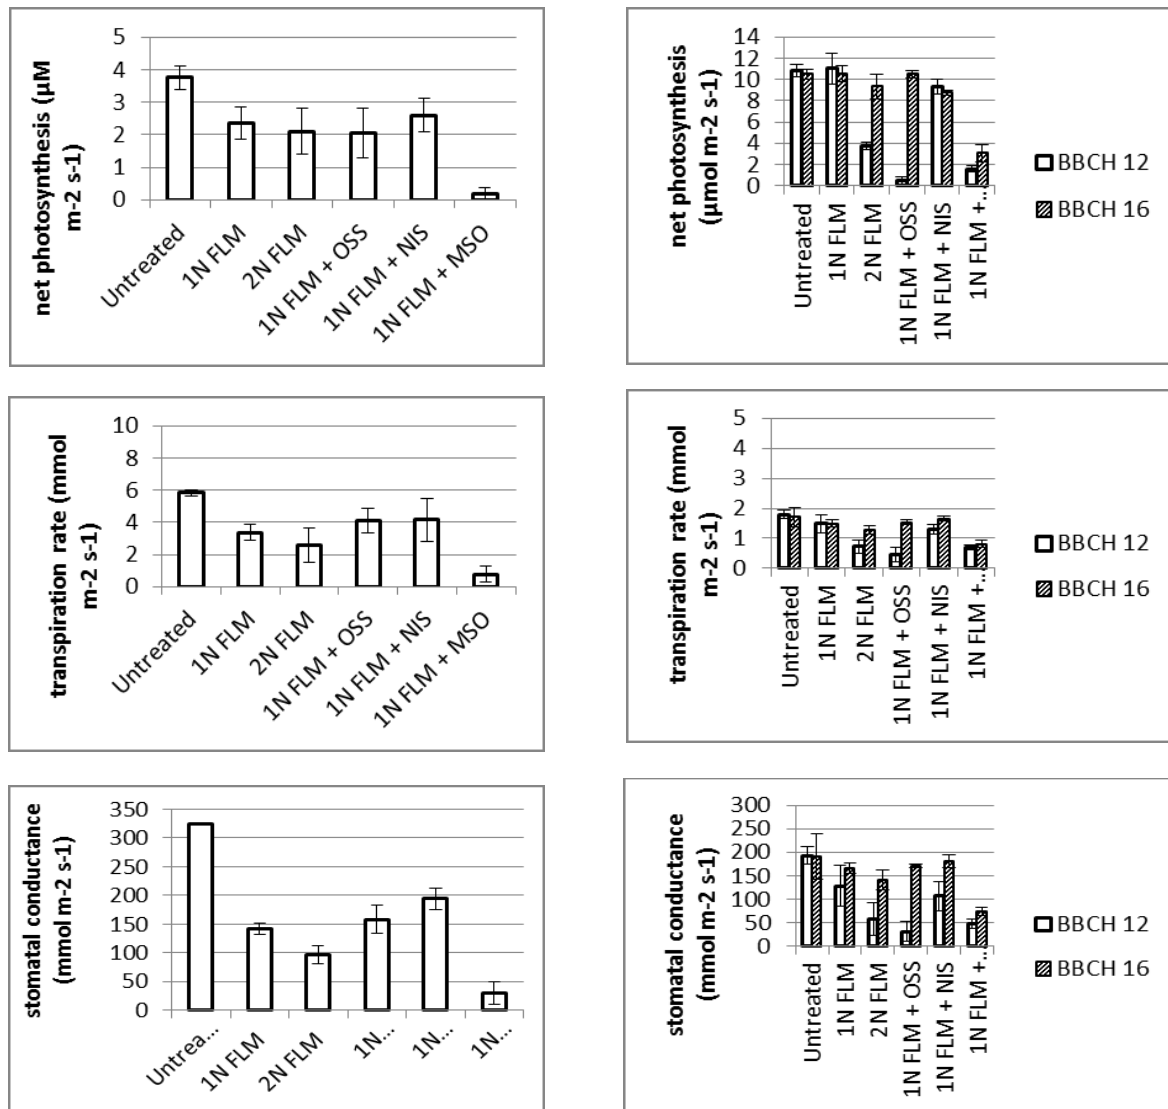 net photosynthesis (µM
m-2 s-1)
5
4
3
2
1
0
Untreated
1N FLM
2N FLM
1N FLM + OSS
1N FLM + NIS
1N FLM + MSO
net photosynthesis
(µmol m-2 s-1)
14
12
10
8
6
4
2
0
Untreated
1N FLM
2N FLM
1N FLM + OSS
1N FLM + NIS
1N FLM +...
BBCH 12
BBCH 16
transpiration rate (mmol
m-2 s-1)
10
8
6
4
2
0
Untreated
1N FLM
2N FLM
1N FLM + OSS
1N FLM + NIS
1N FLM + MSO
transpiration rate (mmol
m-2 s-1)
5
4
3
2
1
0
Untreated
1N FLM
2N FLM
1N FLM + OSS
1N FLM + NIS
1N FLM +...
BBCH 12
BBCH 16
stomatal conductance
(mmol m-2 s-1)
350
300
250
200
150
100
50
0
Untrea...
1N FLM
2N FLM
1N...
1N...
1N...
stomatal conductance
(mmol m-2 s-1)
300
250
200
150
100
50
0
Untreated
1N FLM
2N FLM
1N FLM + OSS
1N FLM + NIS
1N FLM +...
BBCH 12
BBCH 16